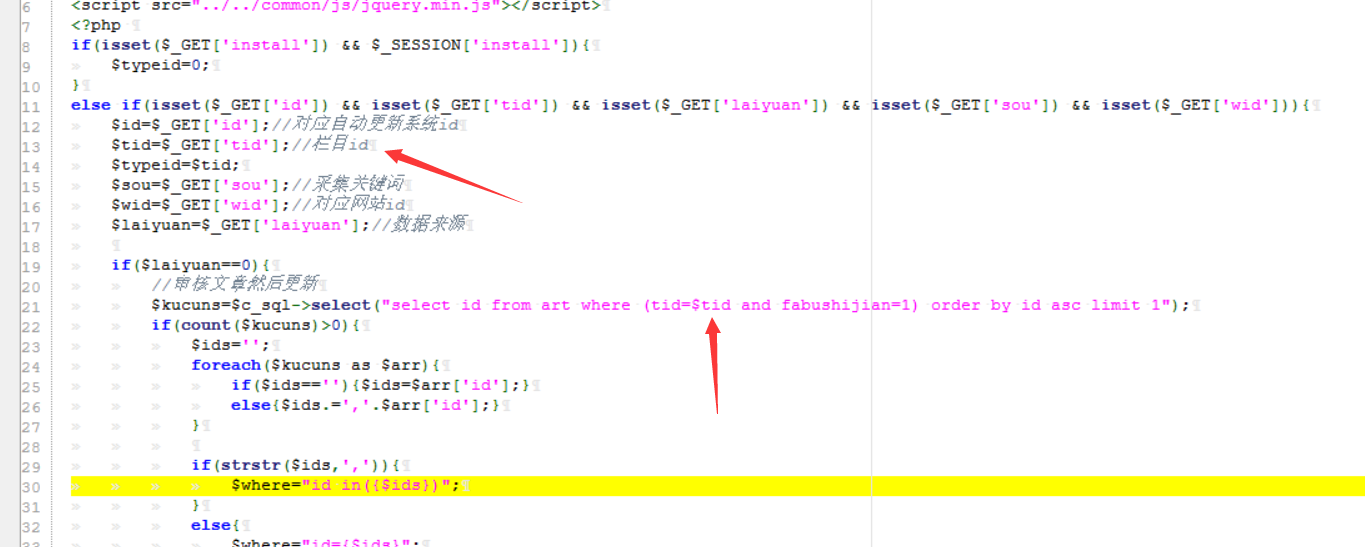 6 <script src="../../common/js/jquery.min.js"></script>
7 <?php
8 if(isset($_GET['install']) && $_SESSION['install']){
9 $typeid=0;
10 }
11 else if(isset($_GET['id']) && isset($_GET['tid']) && isset($_GET['laiyuan']) && isset($_GET['sou']) && isset($_GET['wid'])){
12 $id=$_GET['id'];//对应自动更新系统id
13 $tid=$_GET['tid'];//栏目id
14 $typeid=$tid;
15 $sou=$_GET['sou'];//采集关键词
16 $wid=$_GET['wid'];//对应网站id
17 $laiyuan=$_GET['laiyuan'];//数据来源
18
19 if($laiyuan==0){
20 //审核文章然后更新
21 $kucuns=$c_sql->select("select id from art where (tid=$tid and fabushijian=1) order by id asc limit 1");
22 if(count($kucuns)>0){
23 $ids='';
24 foreach($kucuns as $arr){
25 if($ids==''){$ids=$arr['id'];}
26 else{$ids.=','.$arr['id'];}
27 }
28
29 if(strstr($ids,',')){
30 $where="id in({$ids})";
31 }
32 else{
33 $where="id={$ids}";